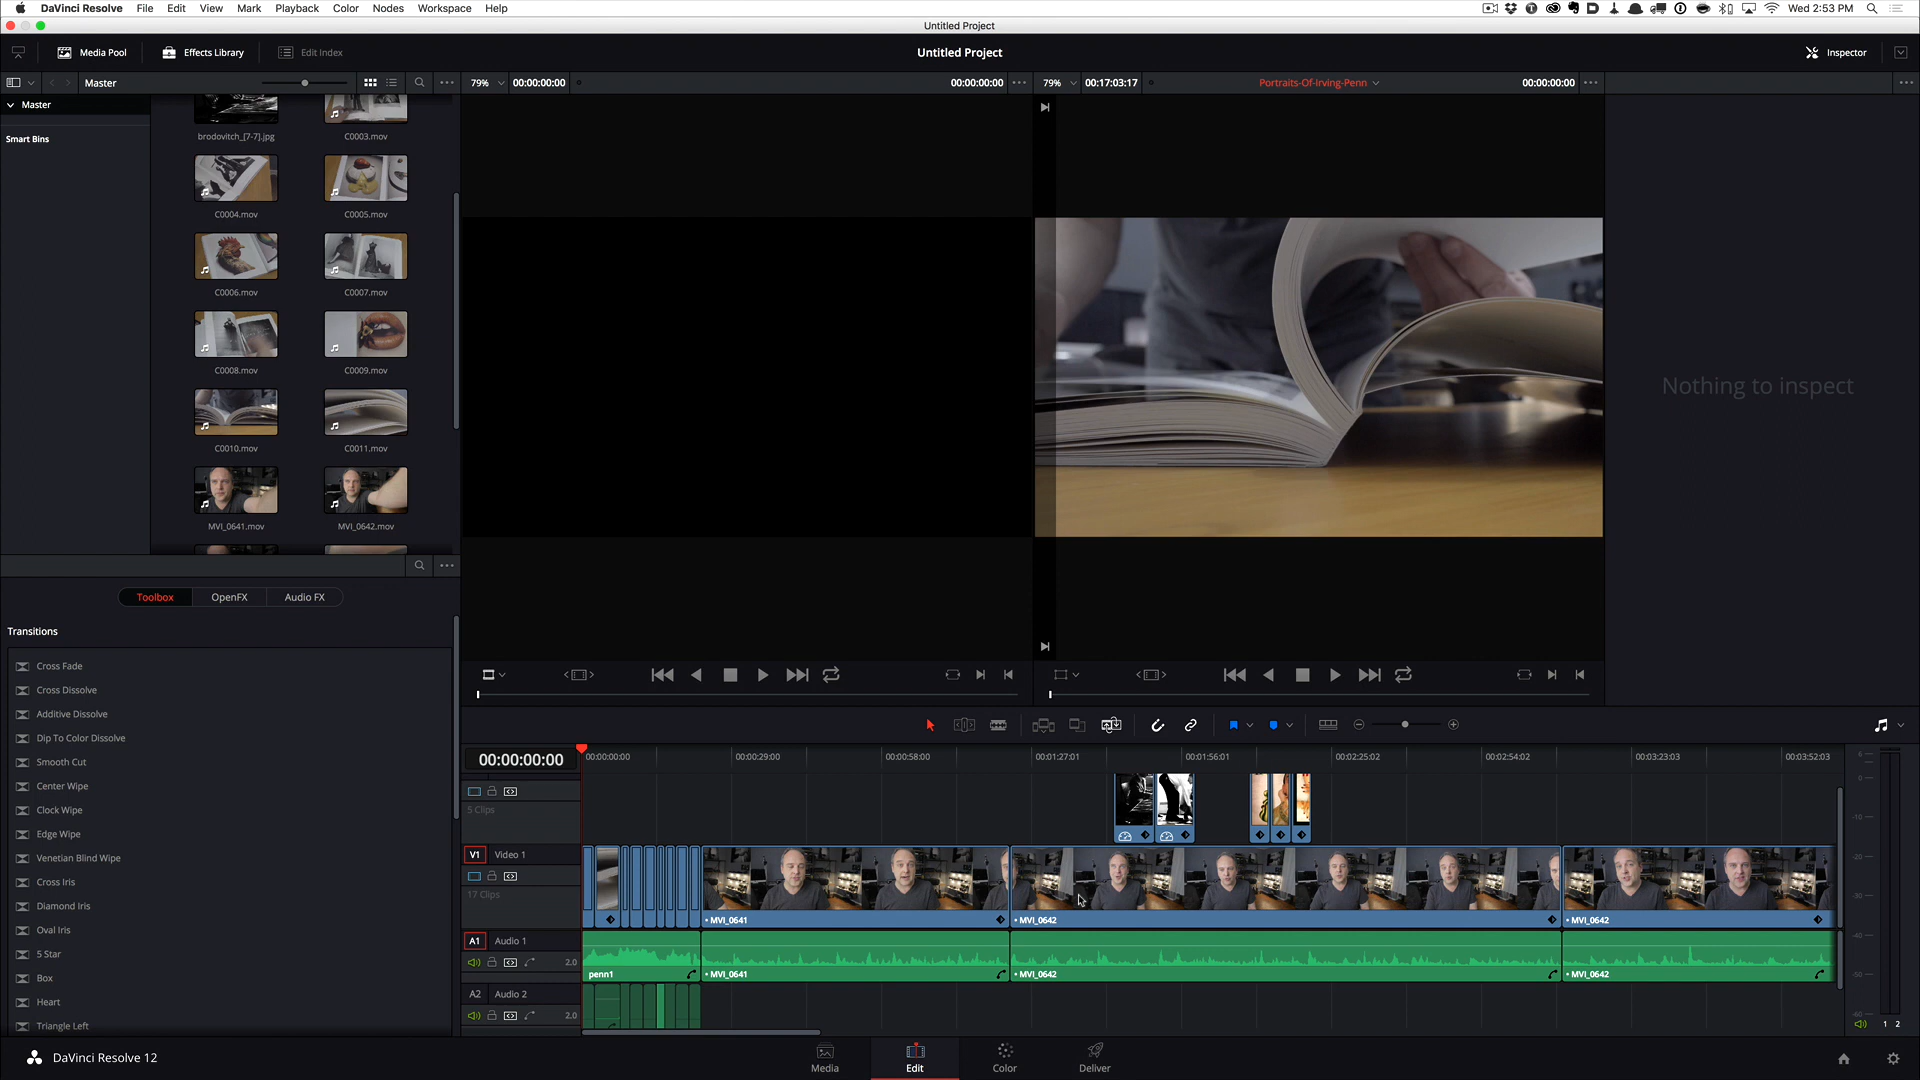 DaVinci Resolve File Edit View Mark Playback Color Nodes Workspace Help Wed 2:53 PM
Untitled Project
Media Pool Effects Library Edit Index Untitled Project Inspector
Master 79% 00:00:00:00 00:00:00:00 79% 00:17:03:17 Portraits-Of-Irving-Penn 00:00:00:00
Master
Smart Bins
brodovitch_[7-7].jpg C0003.mov
C0004.mov C0005.mov
C0006.mov C0007.mov
C0008.mov C0009.mov
Nothing to inspect
C0010.mov C0011.mov
MVI_0641.mov MVI_0642.mov
Toolbox OpenFX Audio FX
Transitions
Cross Fade
Cross Dissolve
Additive Dissolve
Dip To Color Dissolve
Smooth Cut
Center Wipe
Clock Wipe
Edge Wipe
Venetian Blind Wipe
Cross Iris
Diamond Iris
Oval Iris
5 Star
Box
Heart
Triangle Left
00:00:00:00 00:00:00:00 00:00:29:00 00:00:58:00 00:01:27:01 00:01:56:01 00:02:25:02 00:02:54:02 00:03:23:03 00:03:52:03
5 Clips
V1 Video 1
17 Clips
MVI_0641 MVI_0642 MVI_0642
A1 Audio 1
2.0
penn1 MVI_0641 MVI_0642 MVI_0642
A2 Audio 2
2.0
6
0
-10
-20
-30
-40
-50
-60
1 2
DaVinci Resolve 12
Media Edit Color Deliver